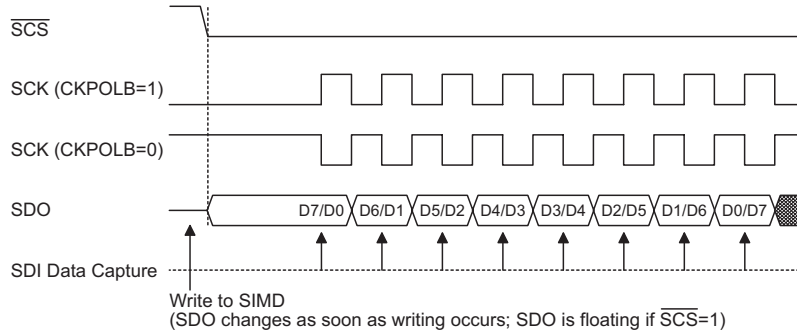 SCS
SCK (CKPOLB=1)
SCK (CKPOLB=0)
SDO D7/D0 D6/D1 D5/D2 D4/D3 D3/D4 D2/D5 D1/D6 D0/D7
SDI Data Capture
Write to SIMD
(SDO changes as soon as writing occurs; SDO is floating if SCS=1)